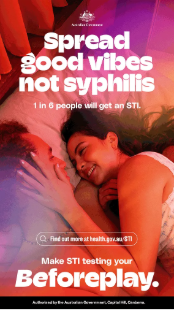 Australian Government
Spread
good vibes
not syphilis
1 in 6 people will get an STI.
Find out more at health.gov.au/STI
Make STI testing your
Beforeplay.
Authorised by the Australian Government, Capital Hill, Canberra.